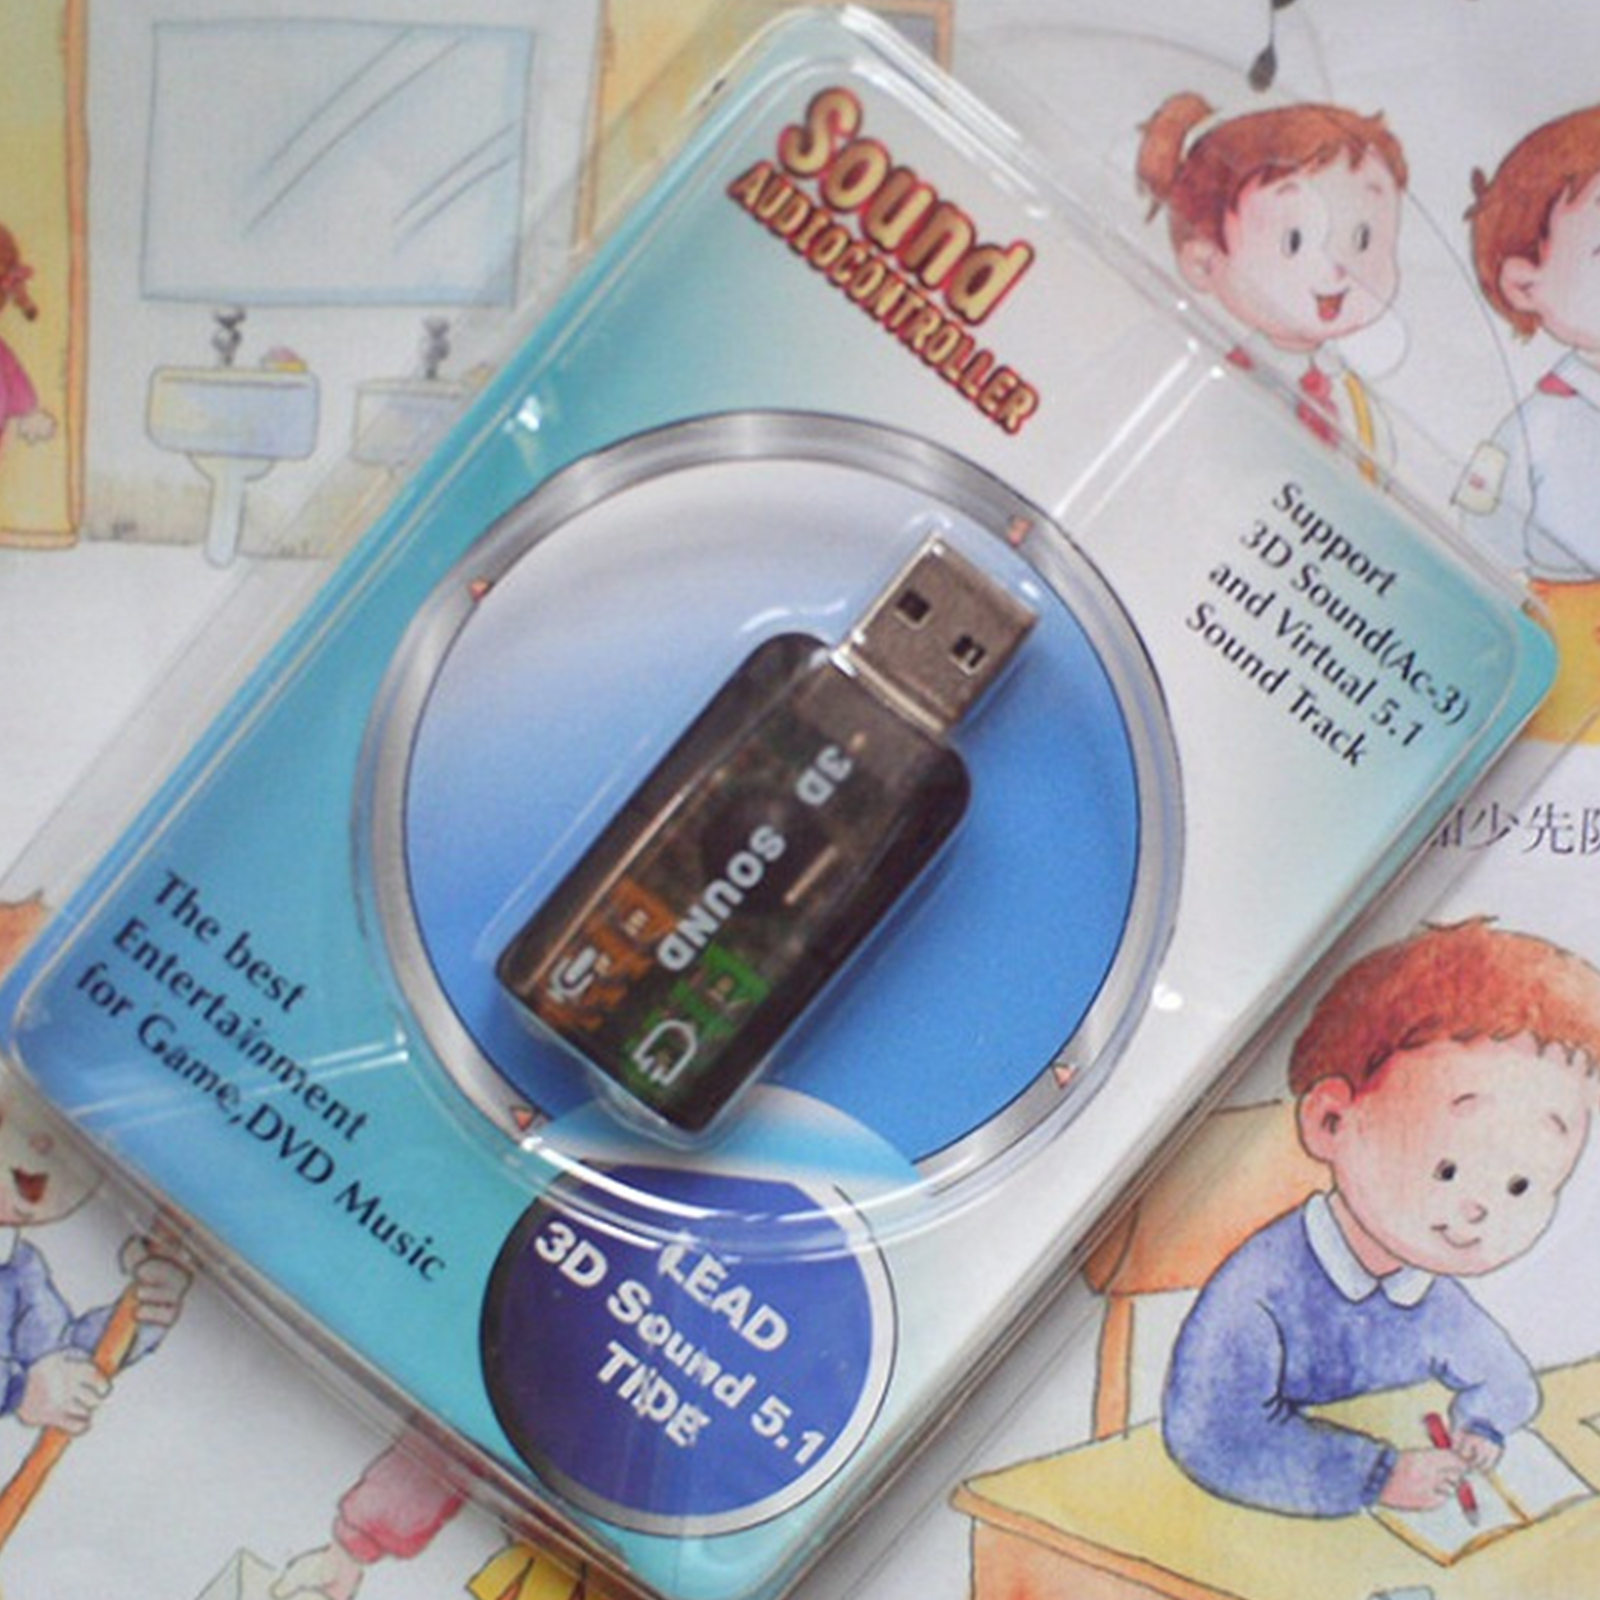 Sound
AUDIOCONTROLLER
Support
3D Sound(Ac-3)
and Virtual 5.1
Sound Track
3D SOUND
The best
Entertainment
for Game,DVD Music
LEAD
3D Sound 5.1
TIDE
少先